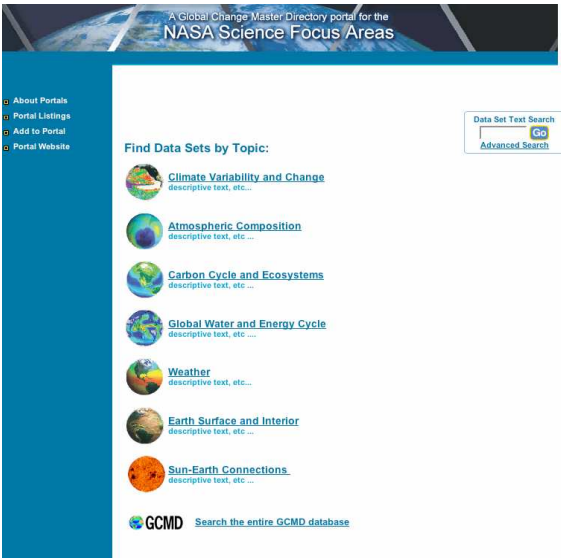 A Global Change Master Directory portal for the
NASA Science Focus Areas
About Portals
Portal Listings
Add to Portal
Portal Website
Data Set Text Search
Go
Advanced Search
Find Data Sets by Topic:
Climate Variability and Change
descriptive text, etc...
Atmospheric Composition
descriptive text, etc ...
Carbon Cycle and Ecosystems
descriptive text, etc ...
Global Water and Energy Cycle
descriptive text, etc ....
Weather
descriptive text, etc...
Earth Surface and Interior
descriptive text, etc ...
Sun-Earth Connections
descriptive text, etc ...
GCMD Search the entire GCMD database